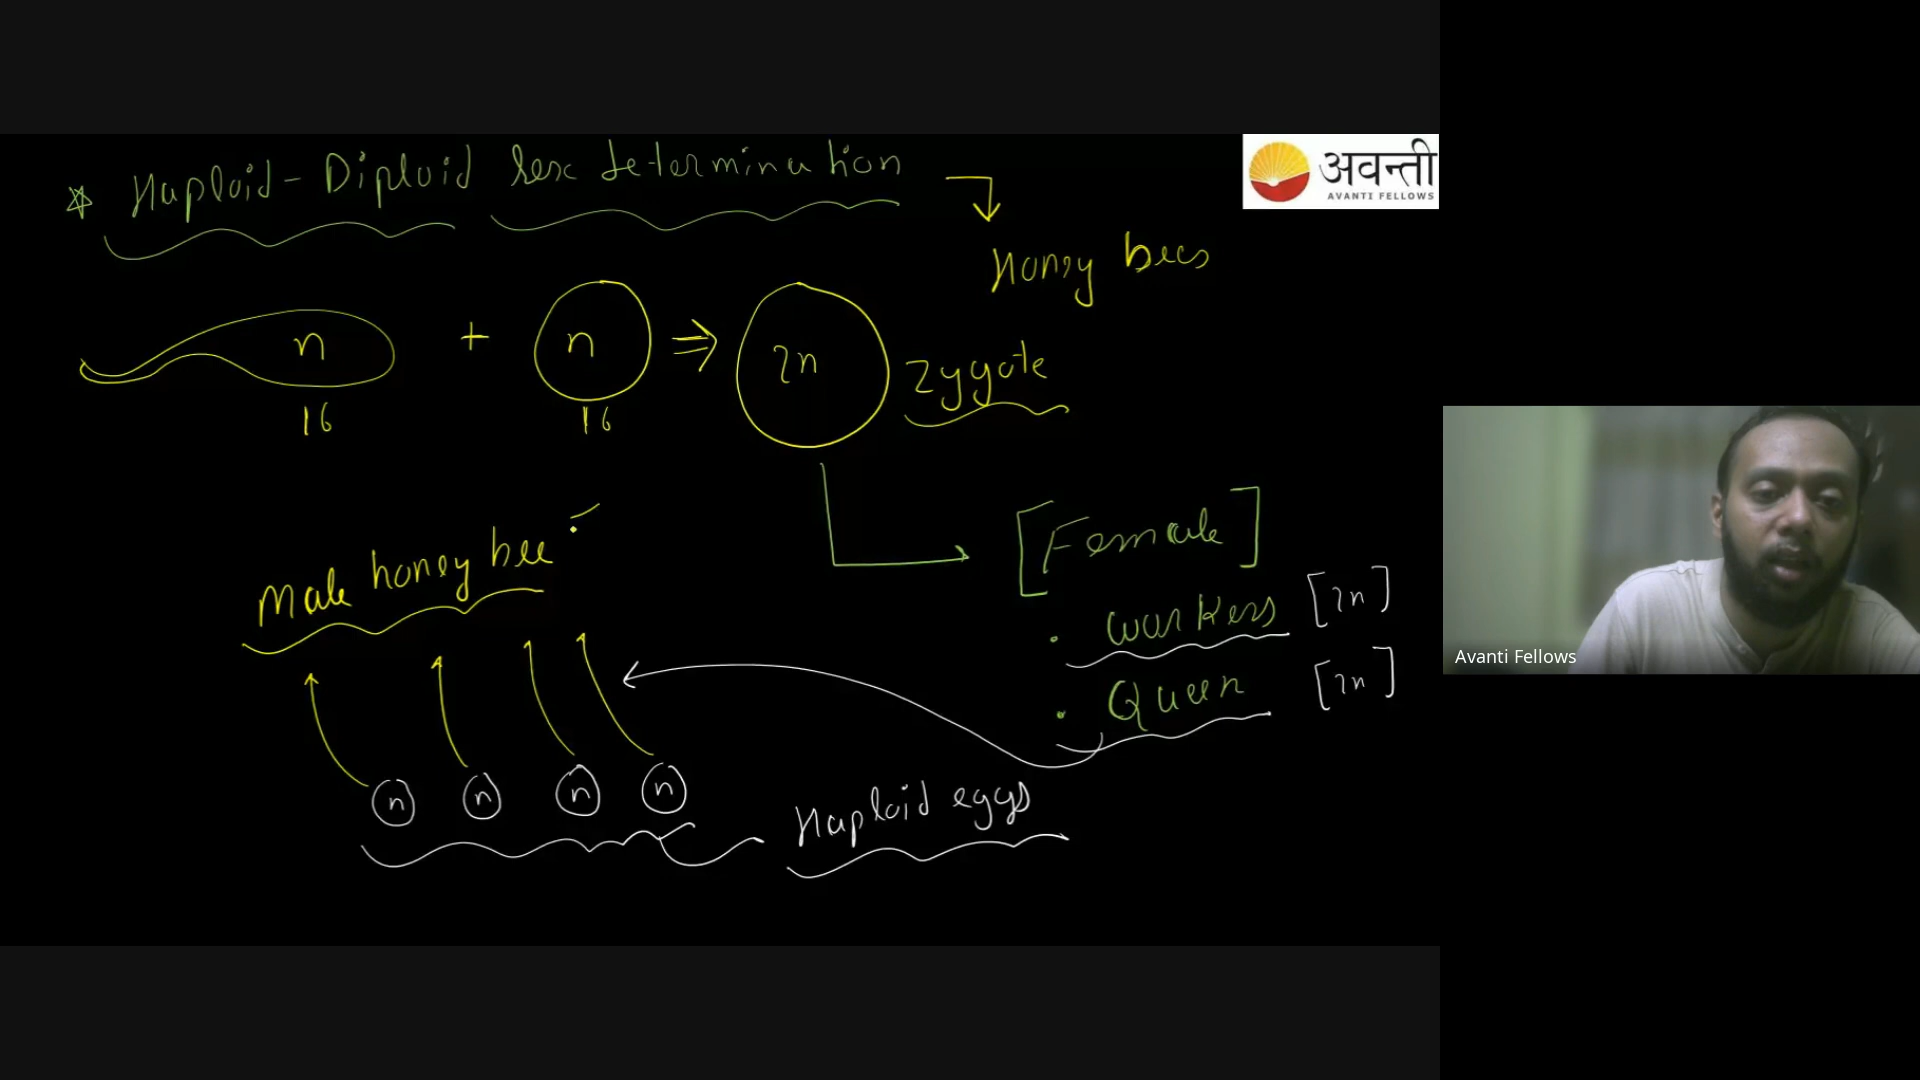 * Haploid - Diploid sex determination
Honey bees
अवन्ती
AVANTI FELLOWS
n + n ⇒ 2n Zygote
16 16
[Female]
Male honey bee :-
• workers [2n]
• Queen [2n]
n n n n
Haploid eggs
Avanti Fellows